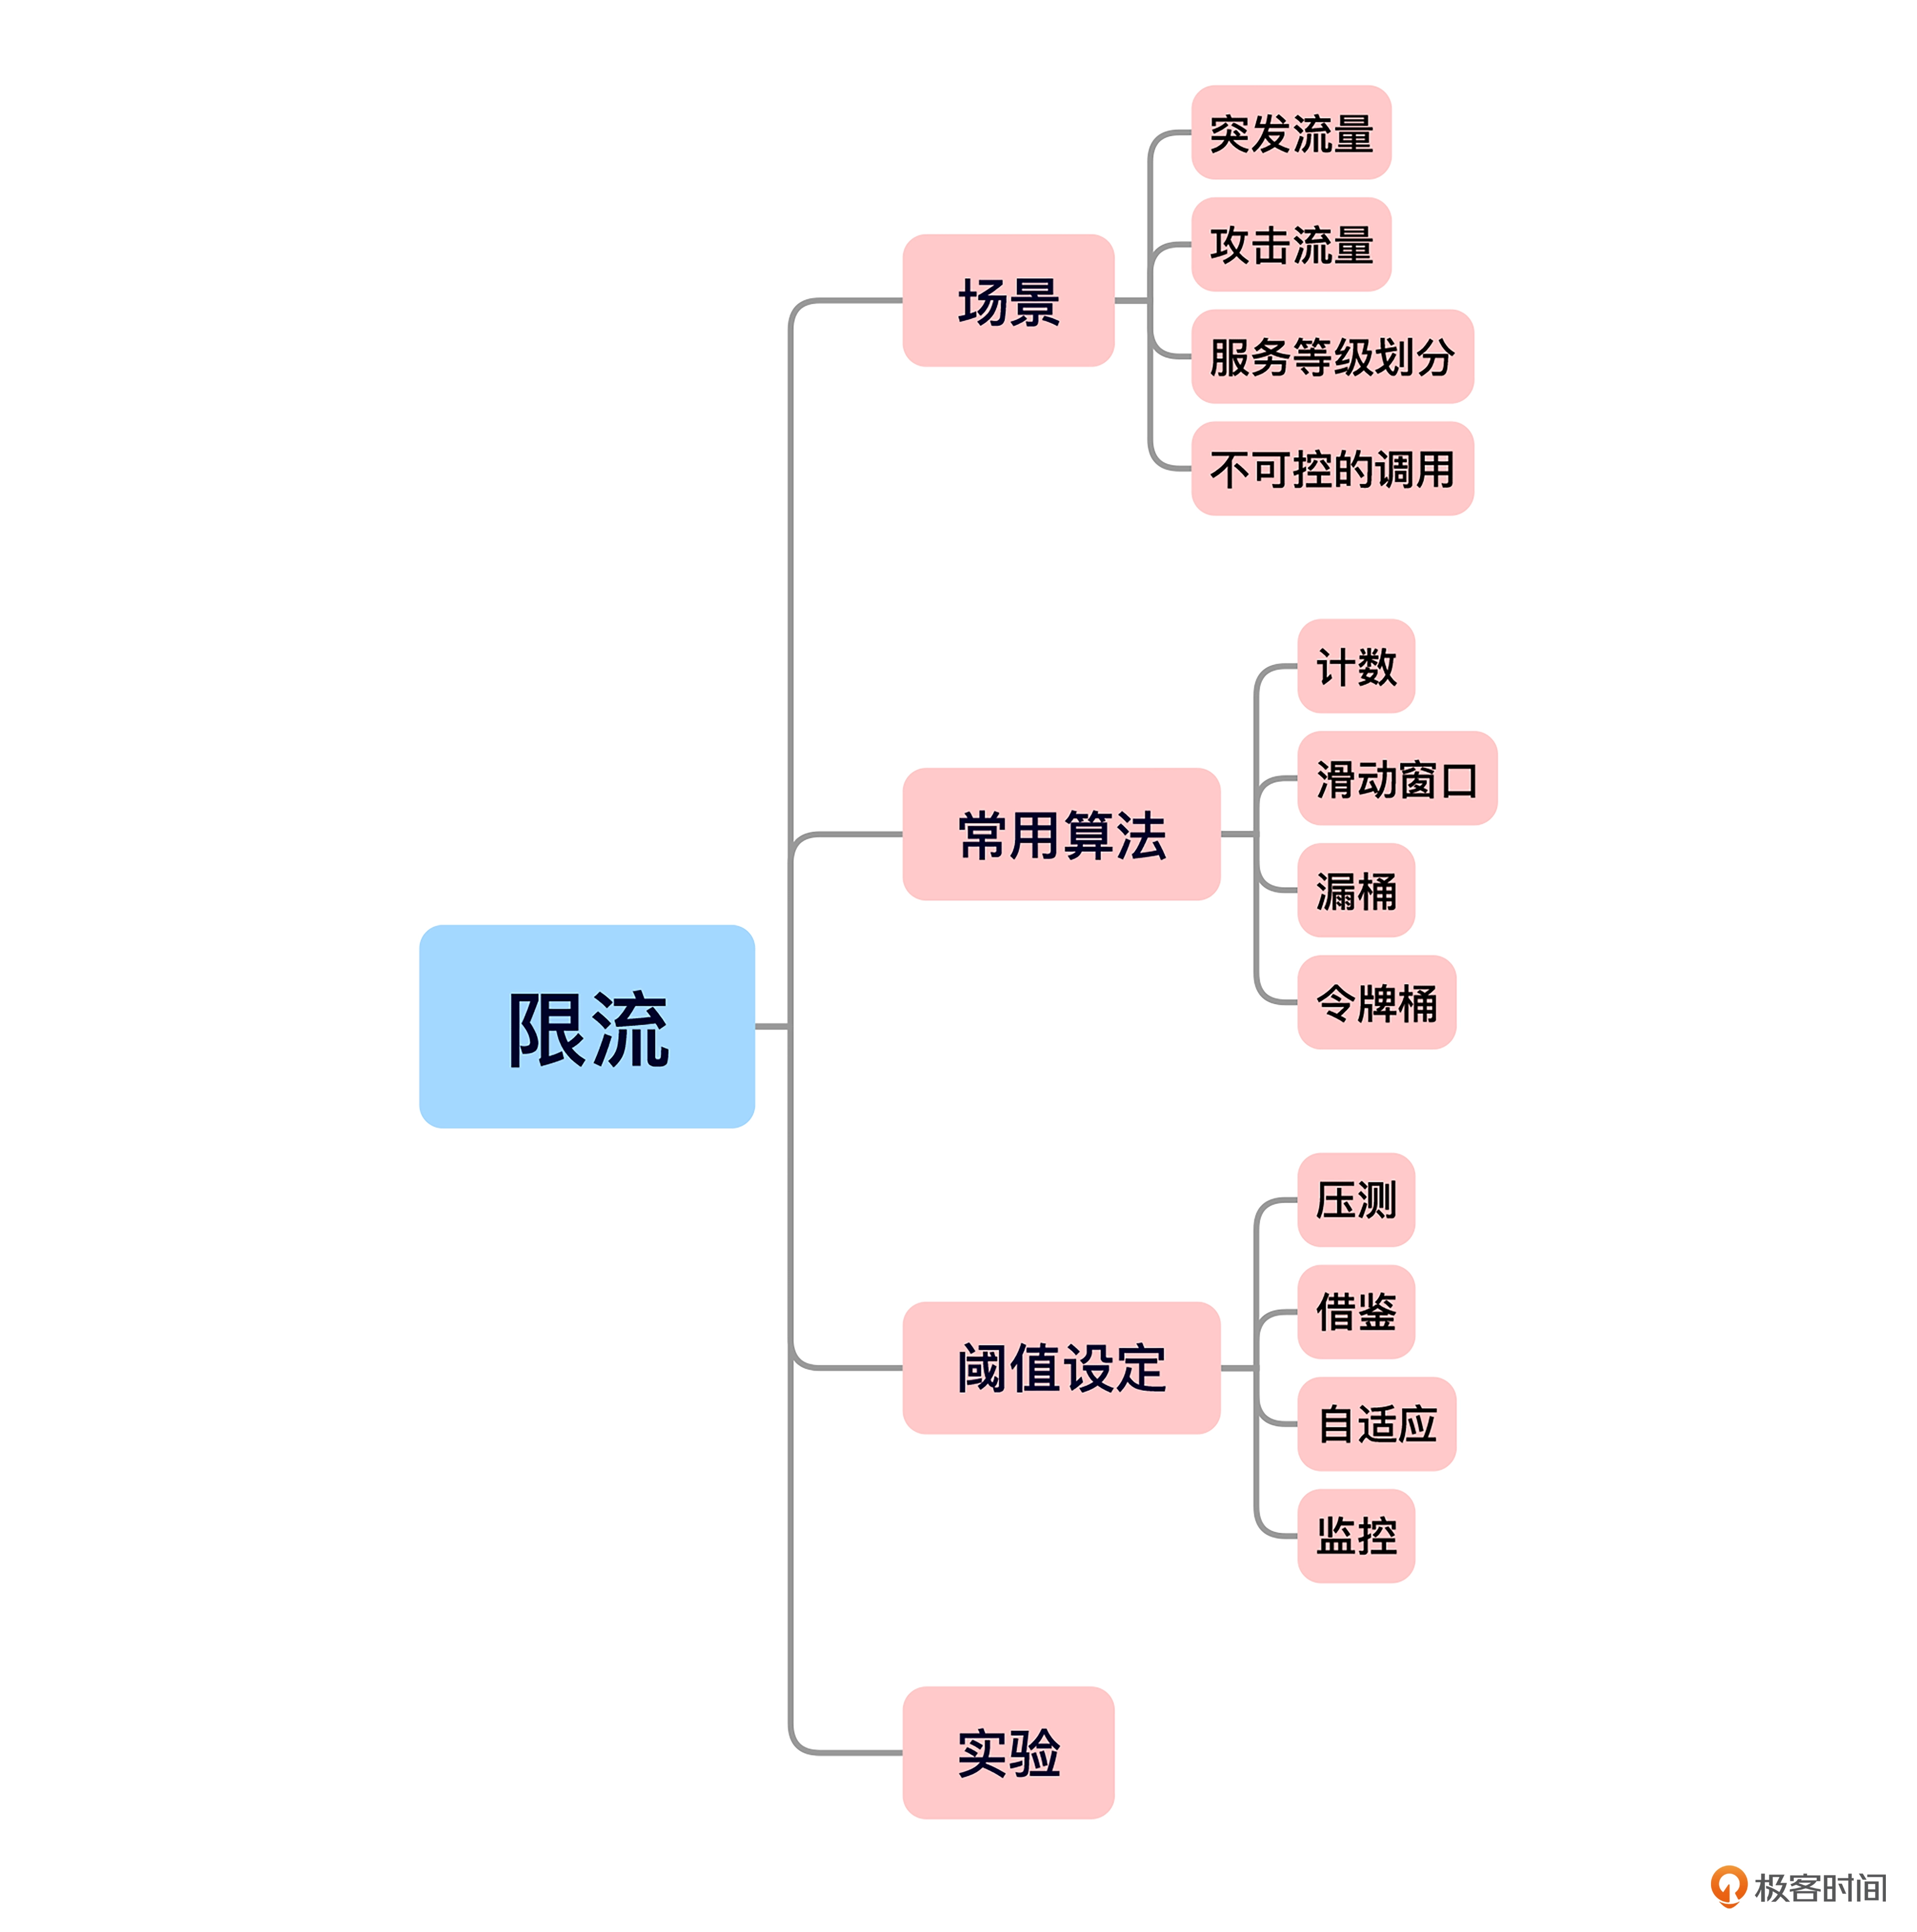 限流
场景
突发流量
攻击流量
服务等级划分
不可控的调用
常用算法
计数
滑动窗口
漏桶
令牌桶
阈值设定
压测
借鉴
自适应
监控
实验
极客时间